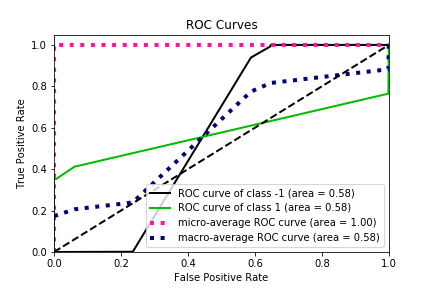 ROC Curves
True Positive Rate
1.0
0.8
0.6
0.4
0.2
0.0
ROC curve of class -1 (area = 0.58)
ROC curve of class 1 (area = 0.58)
micro-average ROC curve (area = 1.00)
macro-average ROC curve (area = 0.58)
0.0 0.2 0.4 0.6 0.8 1.0
False Positive Rate